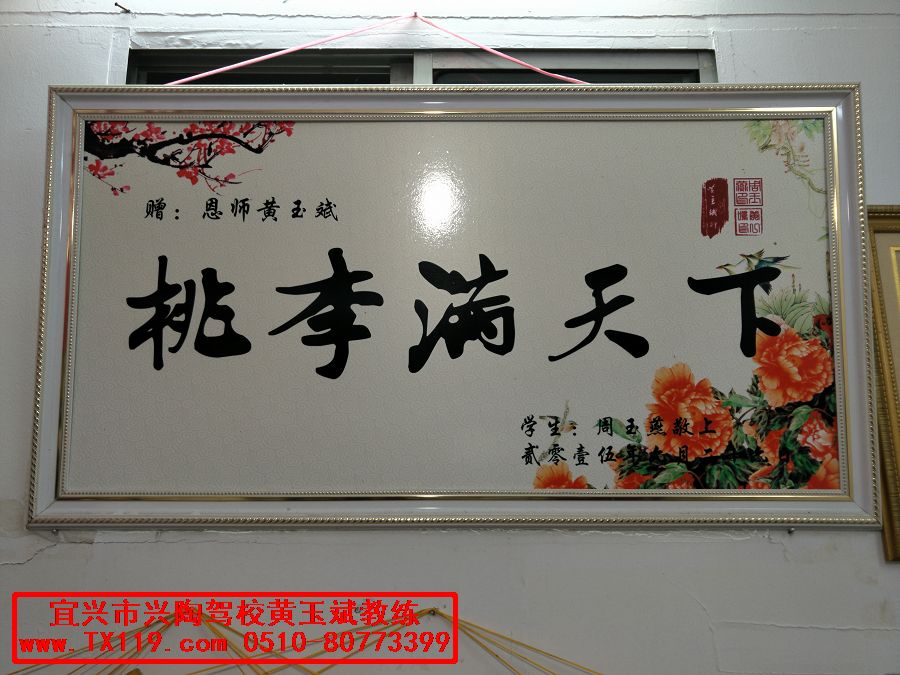 赠：恩师黄玉斌
桃李满天下
学生：周玉燕敬上
贰零壹伍年
宜兴市兴陶驾校黄玉斌教练
www.TX119.com 0510-80773399